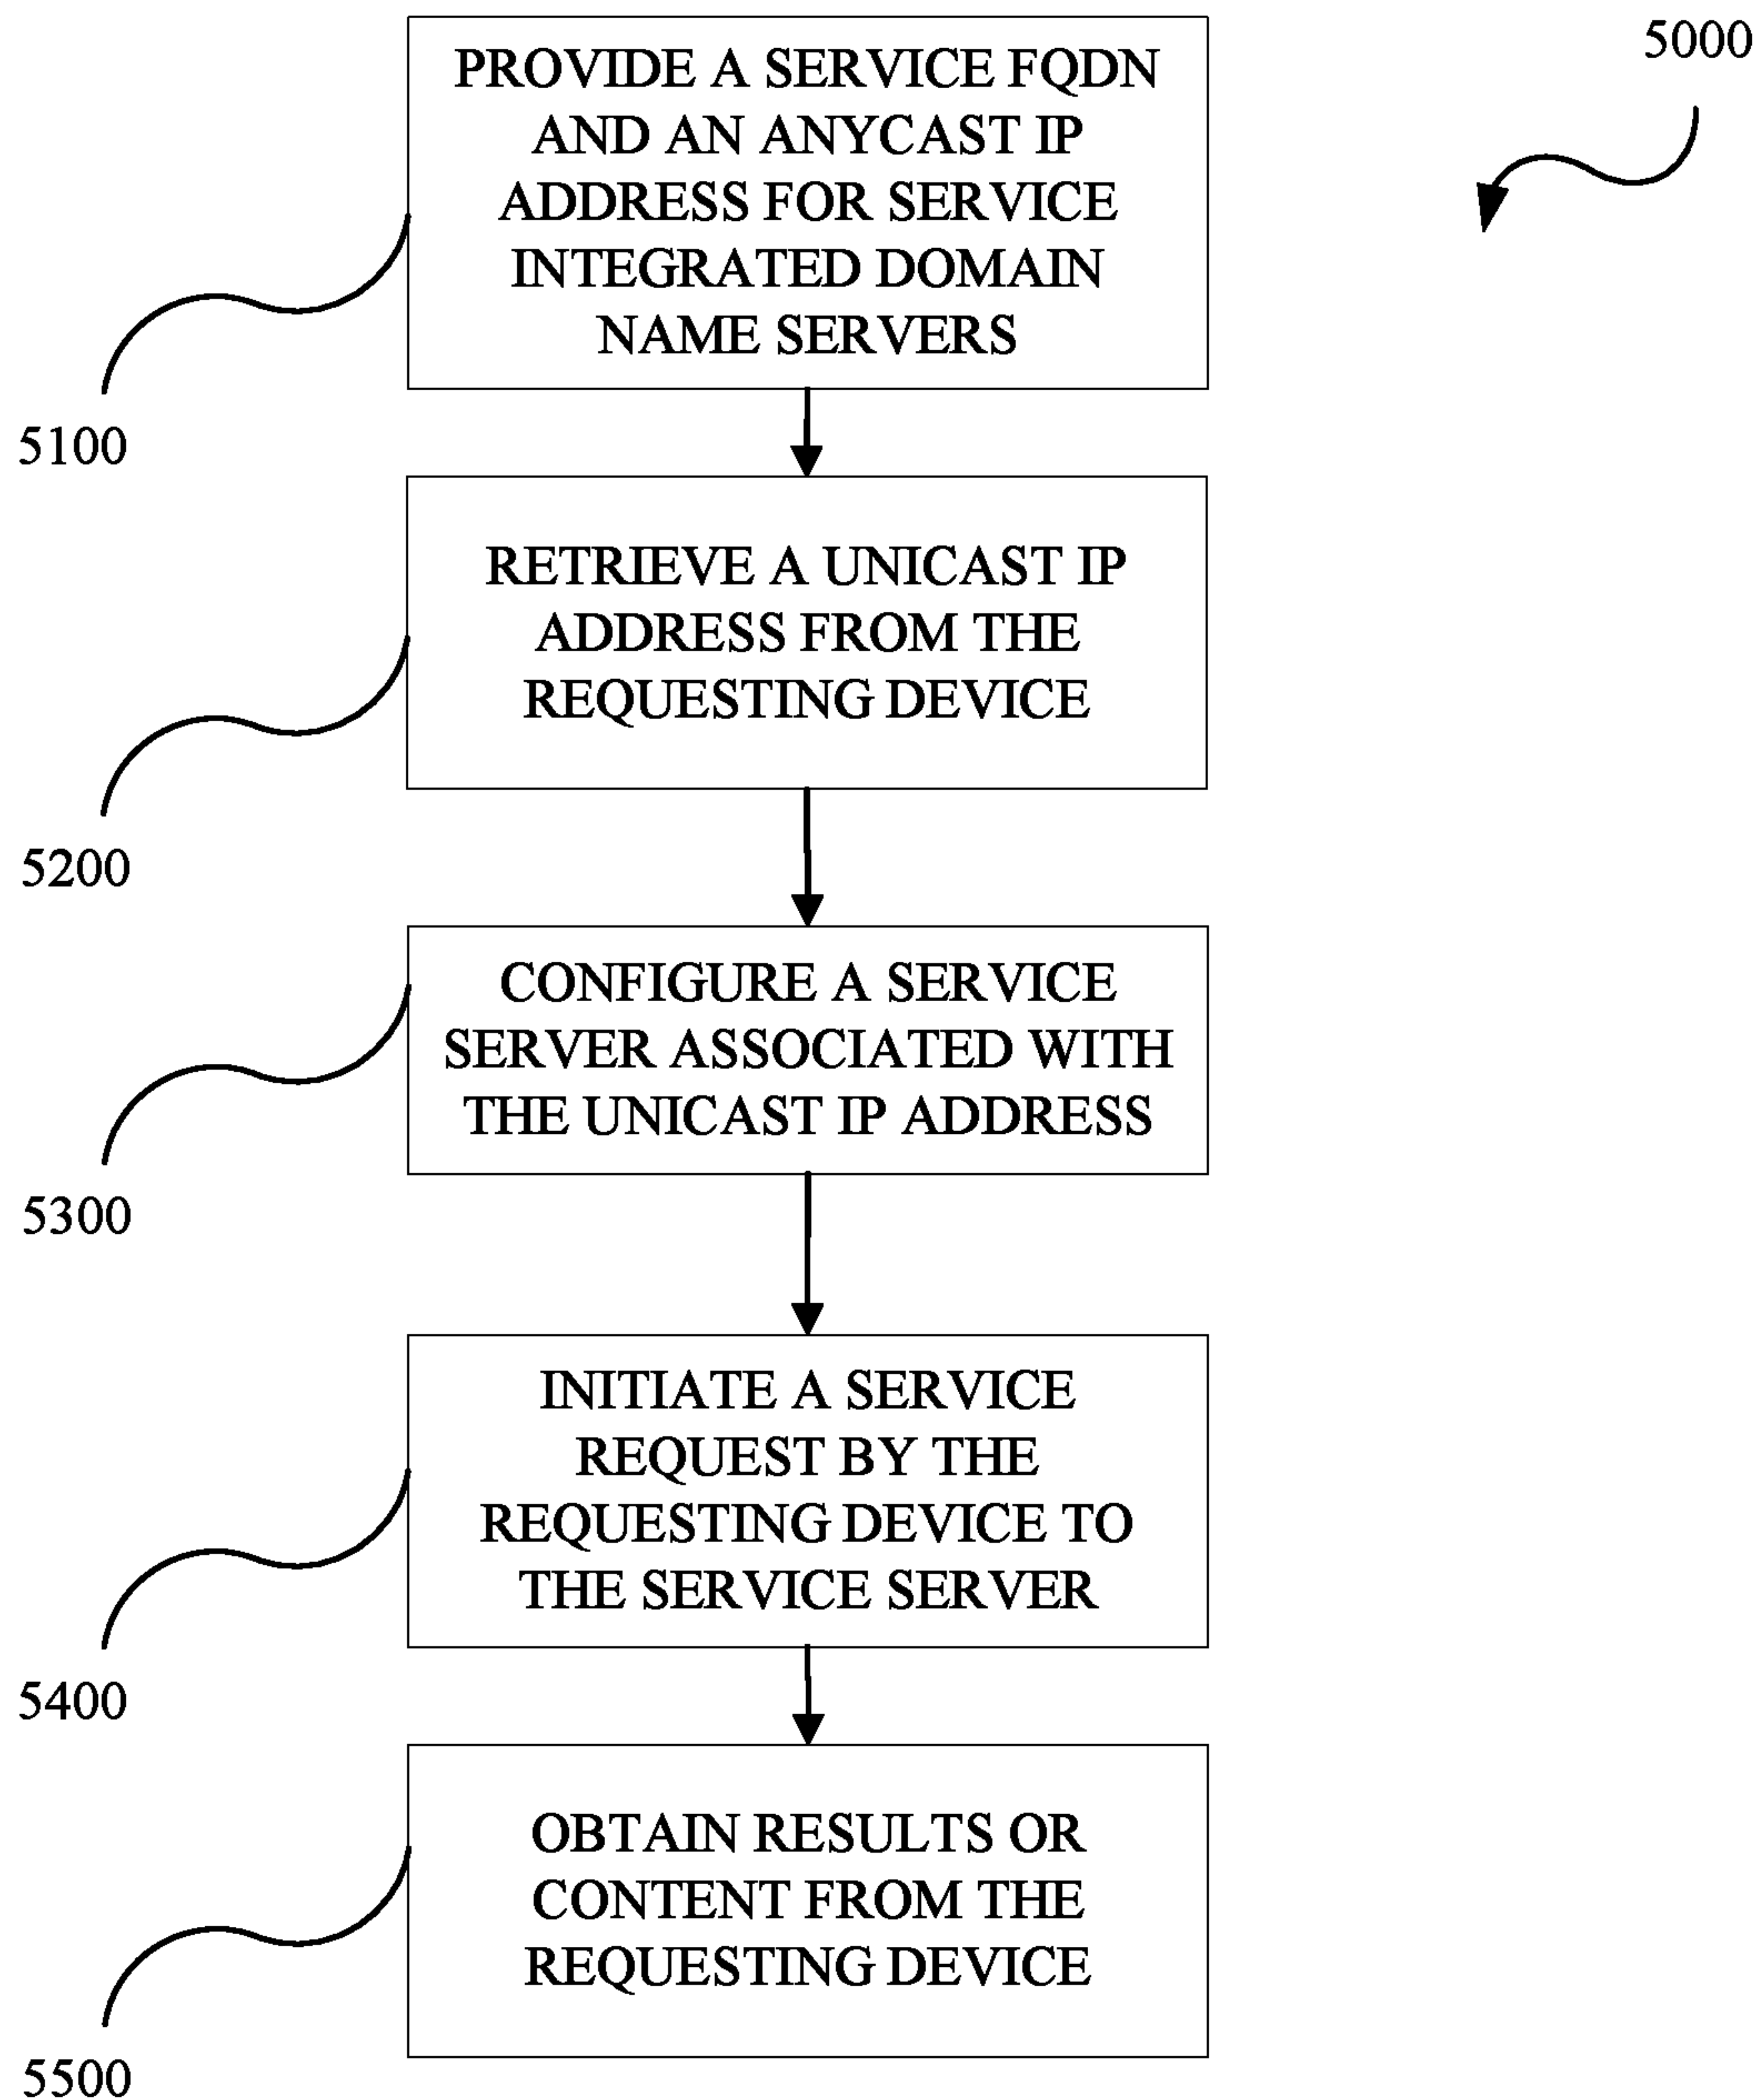 5000
PROVIDE A SERVICE FQDN
AND AN ANYCAST IP
ADDRESS FOR SERVICE
INTEGRATED DOMAIN
NAME SERVERS
5100
RETRIEVE A UNICAST IP
ADDRESS FROM THE
REQUESTING DEVICE
5200
CONFIGURE A SERVICE
SERVER ASSOCIATED WITH
THE UNICAST IP ADDRESS
5300
INITIATE A SERVICE
REQUEST BY THE
REQUESTING DEVICE TO
THE SERVICE SERVER
5400
OBTAIN RESULTS OR
CONTENT FROM THE
REQUESTING DEVICE
5500